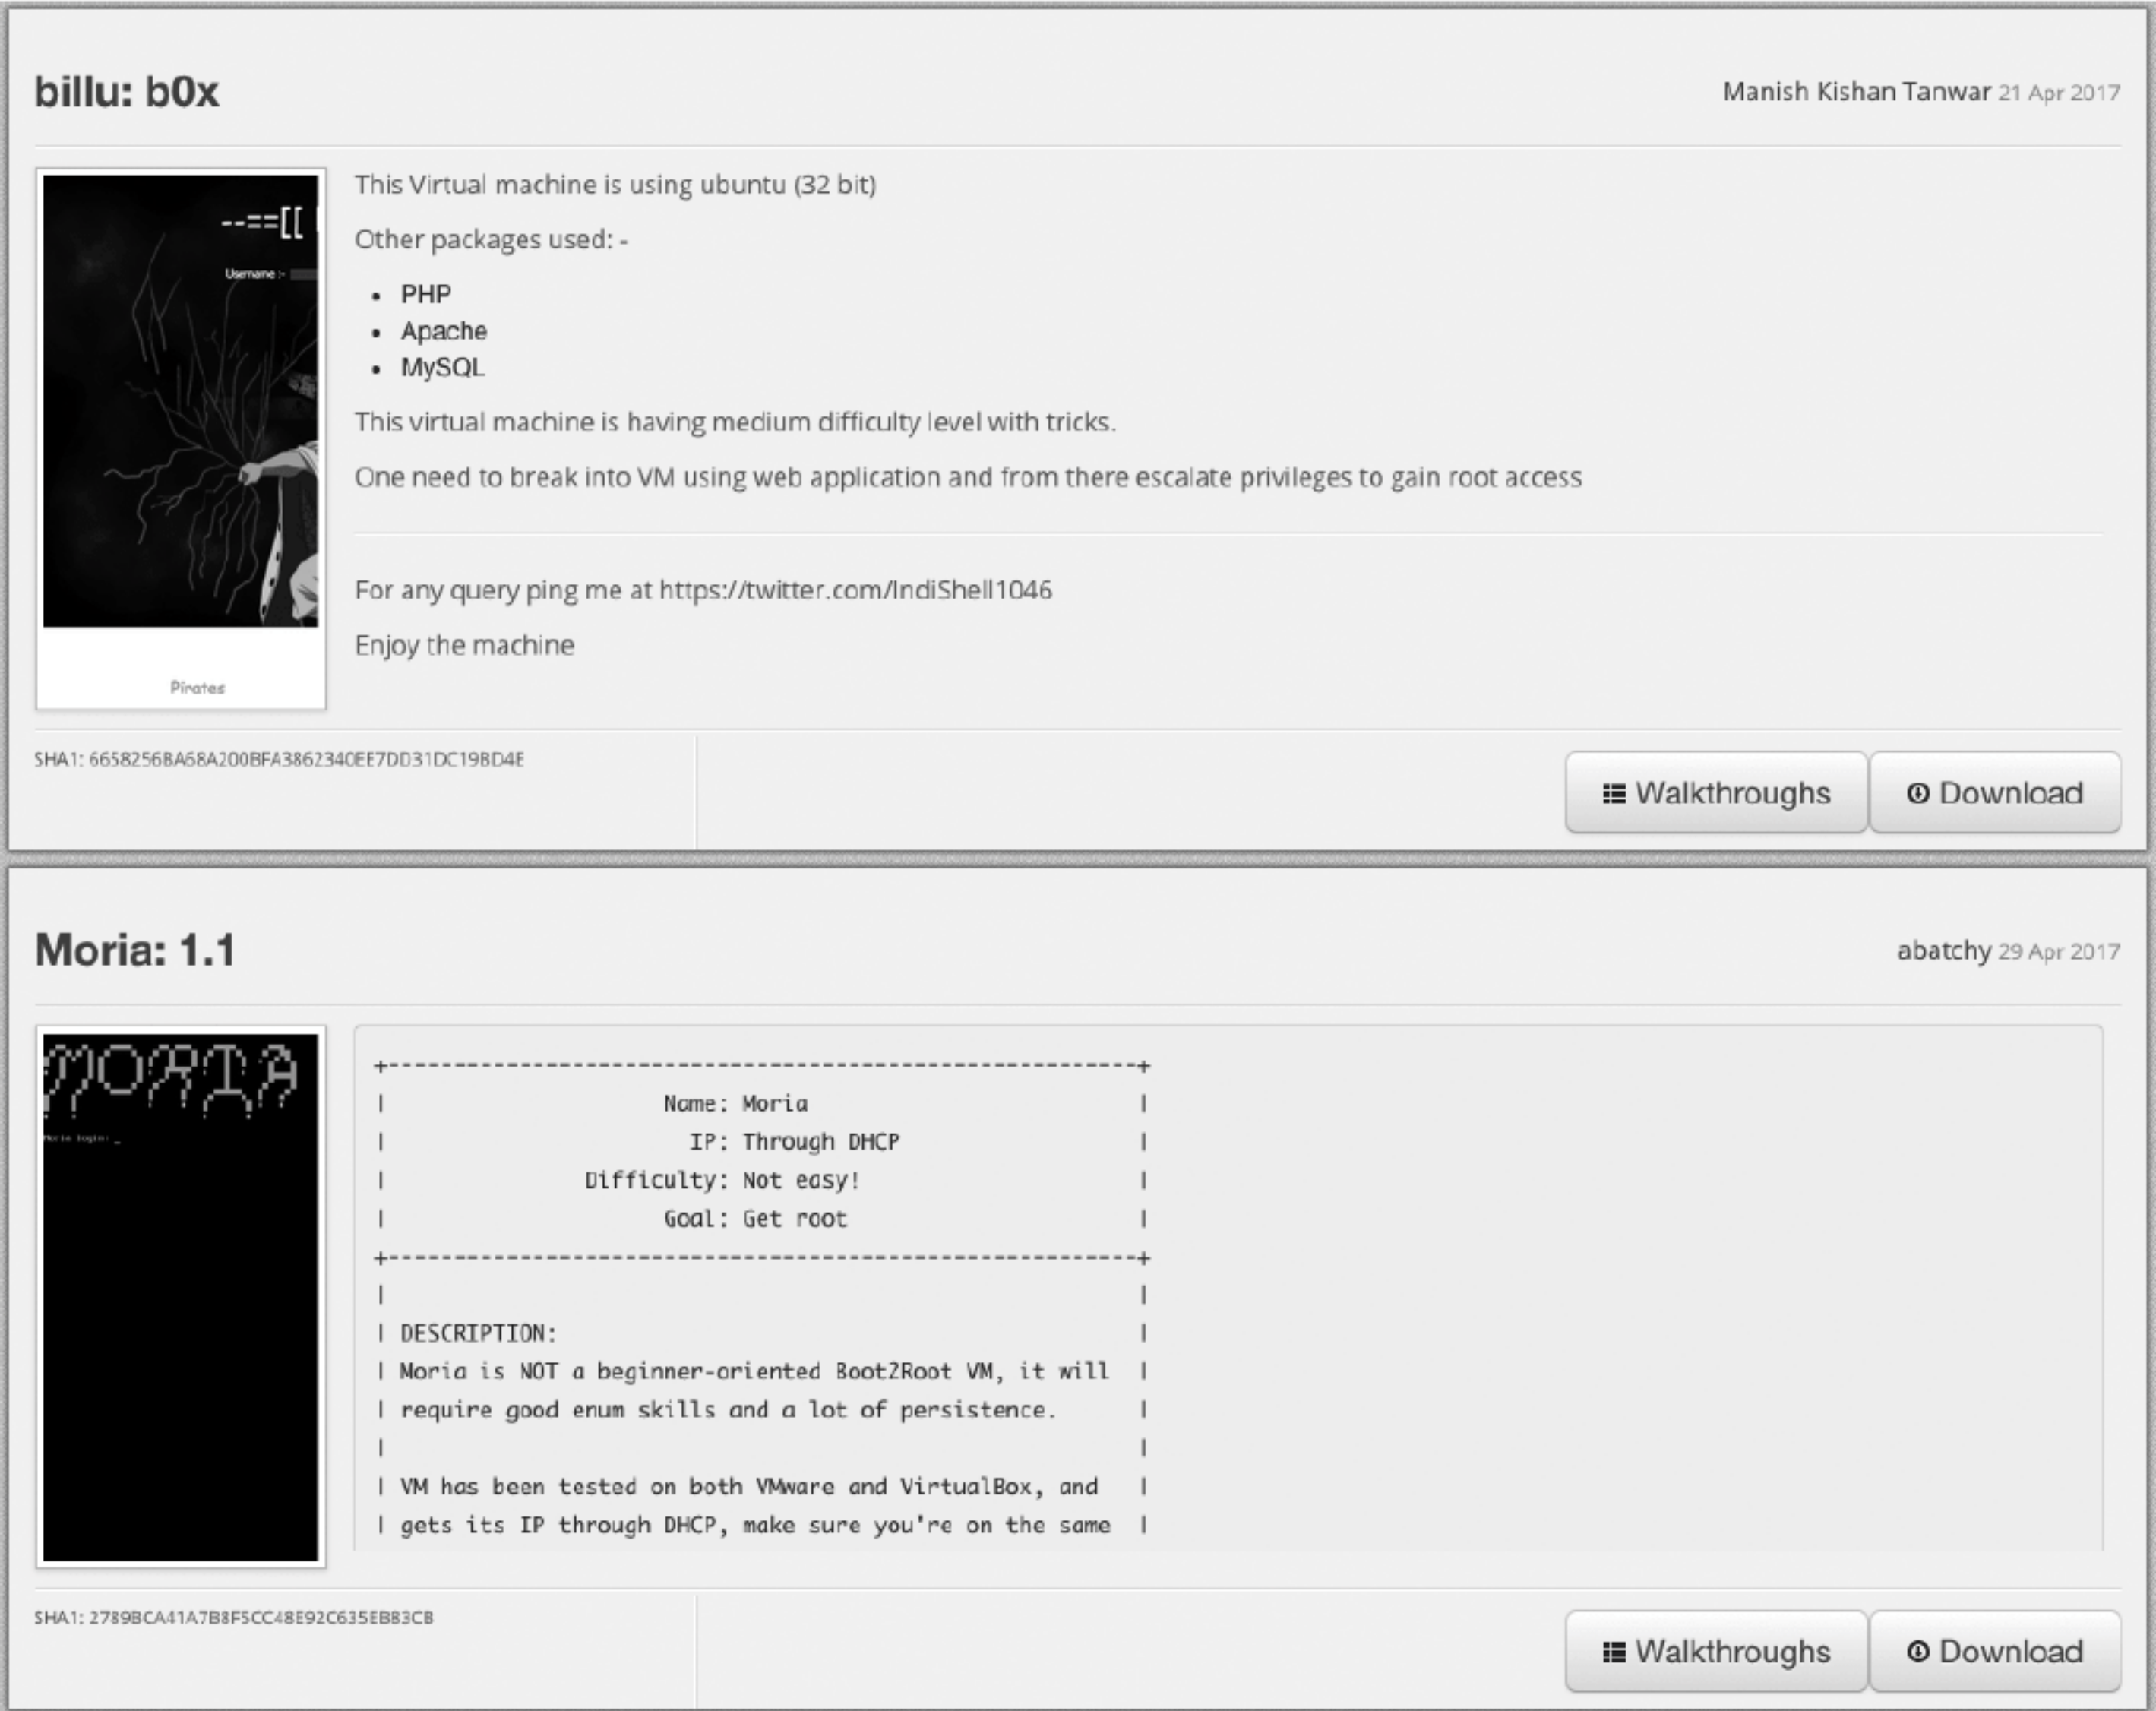 billu: b0x
Manish Kishan Tanwar 21 Apr 2017
--==[[
Username :-
Pirates
This Virtual machine is using ubuntu (32 bit)
Other packages used: -
• PHP
• Apache
• MySQL
This virtual machine is having medium difficulty level with tricks.
One need to break into VM using web application and from there escalate privileges to gain root access
For any query ping me at https://twitter.com/IndiShell1046
Enjoy the machine
SHA1: 6658256BA68A200BFA3862340EE7DD31DC19BD4E
Walkthroughs
Download
Moria: 1.1
abatchy 29 Apr 2017
MORIA
Moria login: _
+---------------------------------------------------------+
| Name: Moria |
| IP: Through DHCP |
| Difficulty: Not easy! |
| Goal: Get root |
+---------------------------------------------------------+
| |
| DESCRIPTION: |
| Moria is NOT a beginner-oriented Boot2Root VM, it will |
| require good enum skills and a lot of persistence. |
| |
| VM has been tested on both VMware and VirtualBox, and |
| gets its IP through DHCP, make sure you're on the same |
SHA1: 2789BCA41A7B8F5CC48E92C635EB83CB
Walkthroughs
Download